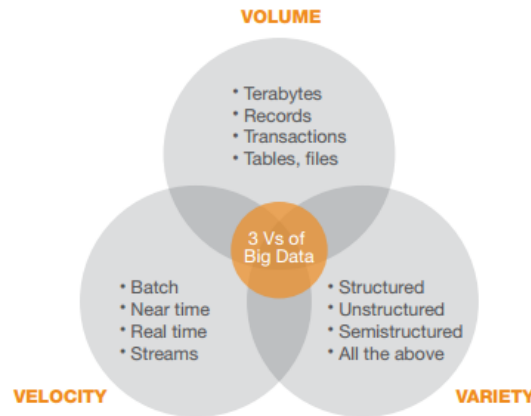 VOLUME
• Terabytes
• Records
• Transactions
• Tables, files
3 Vs of
Big Data
• Batch
• Near time
• Real time
• Streams
• Structured
• Unstructured
• Semistructured
• All the above
VELOCITY
VARIETY